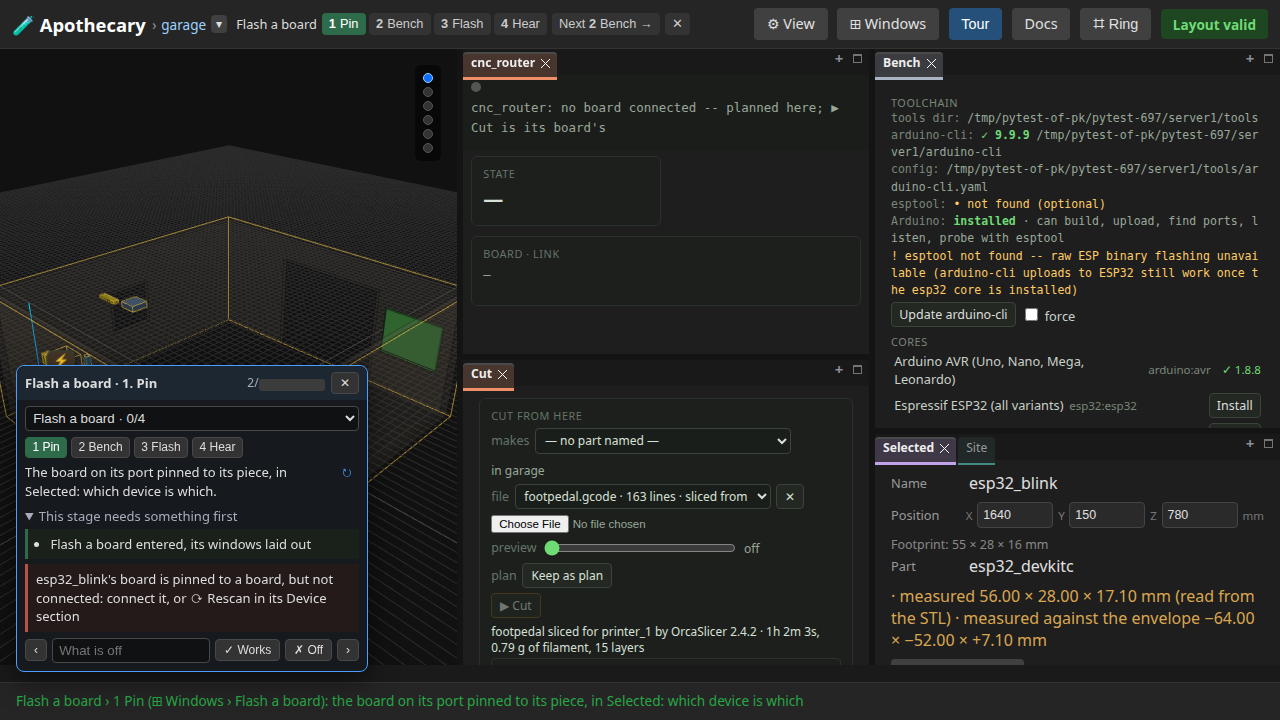 🧪 Apothecary › garage ▾ Flash a board 1 Pin 2 Bench 3 Flash 4 Hear Next 2 Bench → ✕ ⚙ View ⊞ Windows Tour Docs ⌗ Ring Layout valid
cnc_router ✕
cnc_router: no board connected -- planned here; ▶
Cut is its board's
STATE
—
BOARD · LINK
—
Cut ✕
CUT FROM HERE
makes — no part named —
in garage
file footpedal.gcode · 163 lines · sliced from ✕
Choose File No file chosen
preview off
plan Keep as plan
▶ Cut
footpedal sliced for printer_1 by OrcaSlicer 2.4.2 · 1h 2m 3s,
0.79 g of filament, 15 layers
Bench ✕
TOOLCHAIN
tools dir: /tmp/pytest-of-pk/pytest-697/server1/tools
arduino-cli: ✓ 9.9.9 /tmp/pytest-of-pk/pytest-697/ser
ver1/arduino-cli
config: /tmp/pytest-of-pk/pytest-697/server1/tools/ar
duino-cli.yaml
esptool: • not found (optional)
Arduino: installed · can build, upload, find ports, l
isten, probe with esptool
! esptool not found -- raw ESP binary flashing unavai
lable (arduino-cli uploads to ESP32 still work once t
he esp32 core is installed)
Update arduino-cli force
CORES
Arduino AVR (Uno, Nano, Mega,
Leonardo) arduino:avr ✓ 1.8.8
Espressif ESP32 (all variants) esp32:esp32 Install
Selected ✕ Site
Name esp32_blink
Position X 1640 Y 150 Z 780 mm
Footprint: 55 × 28 × 16 mm
Part esp32_devkitc
· measured 56.00 × 28.00 × 17.10 mm (read from
the STL) · measured against the envelope −64.00
× −52.00 × +7.10 mm
Flash a board · 1. Pin 2/ ✕
Flash a board · 0/4
1 Pin 2 Bench 3 Flash 4 Hear
The board on its port pinned to its piece, in
Selected: which device is which.
▼ This stage needs something first
• Flash a board entered, its windows laid out
esp32_blink's board is pinned to a board, but not
connected: connect it, or ⟳ Rescan in its Device
section
‹ What is off ✓ Works ✗ Off ›
Flash a board › 1 Pin (⊞ Windows › Flash a board): the board on its port pinned to its piece, in Selected: which device is which